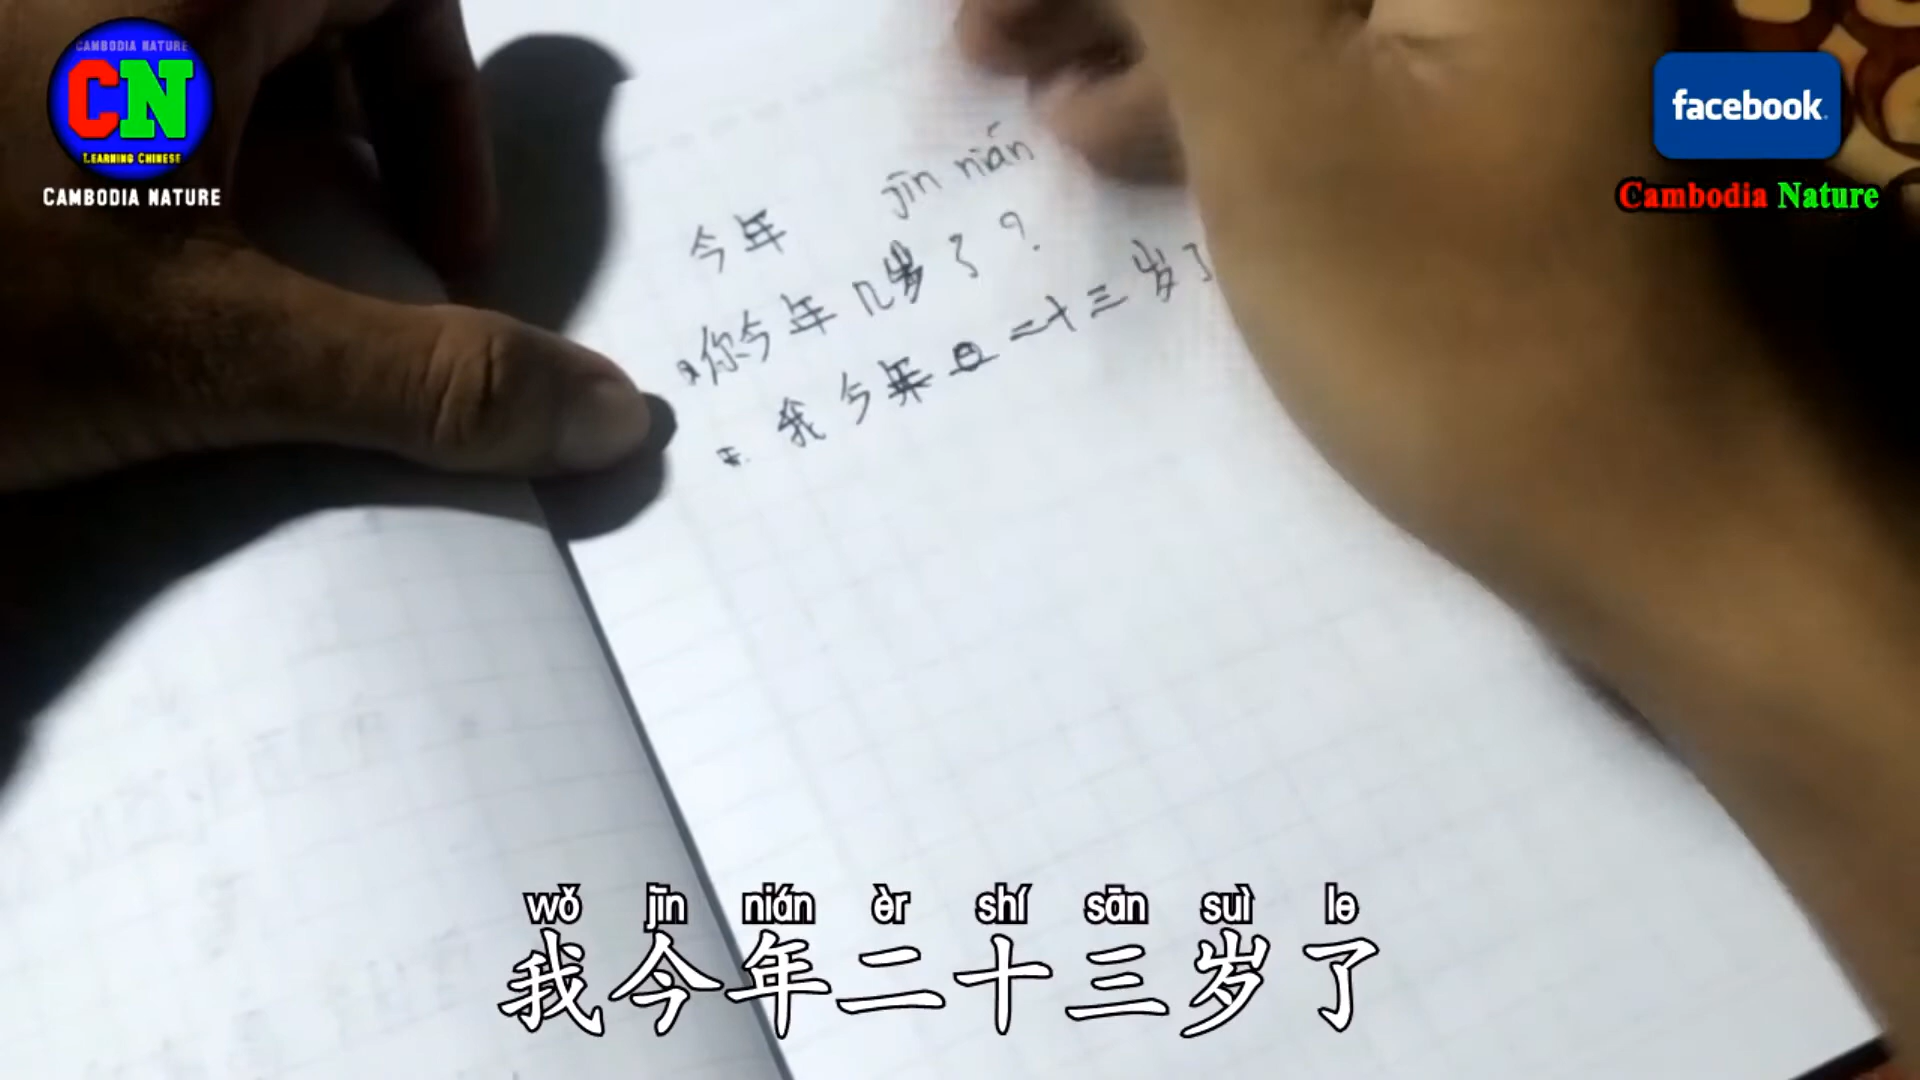 CAMBODIA NATURE
CN
LEARNING CHINESE
CAMBODIA NATURE
facebook
Cambodia Nature
今年 jīn nián
你今年几岁了?
我今年二十三岁了
wǒ jīn nián èr shí sān suì le
我今年二十三岁了